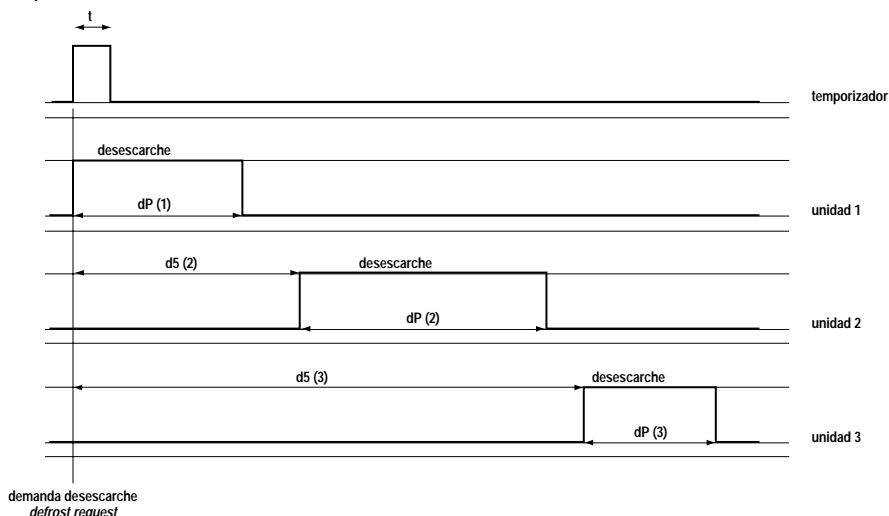 t
temporizador
desescarche
dP (1)
unidad 1
d5 (2)
desescarche
dP (2)
unidad 2
d5 (3)
desescarche
dP (3)
unidad 3
demanda desescarche
defrost request